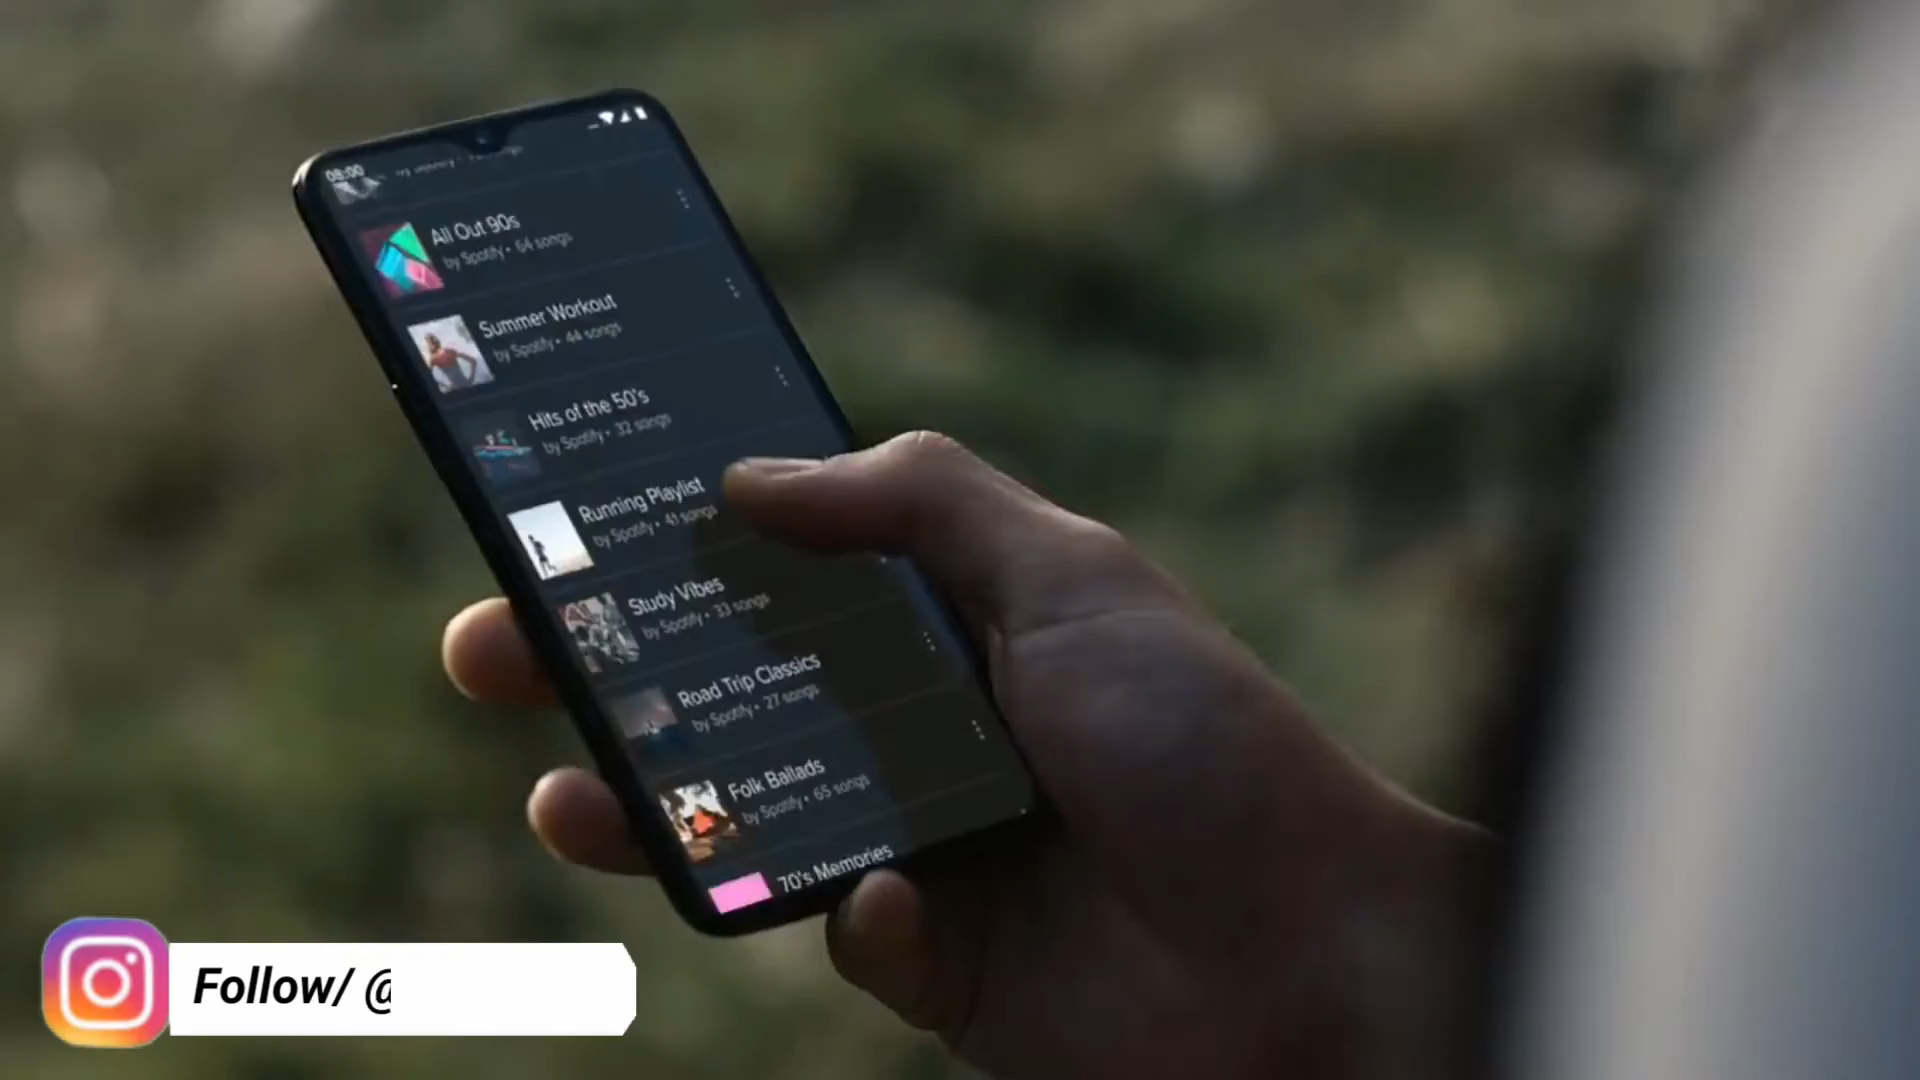 08:00
All Out 90s
by Spotify • 64 songs
Summer Workout
by Spotify • 44 songs
Hits of the 50's
by Spotify • 32 songs
Running Playlist
by Spotify • 41 songs
Study Vibes
by Spotify • 33 songs
Road Trip Classics
by Spotify • 27 songs
Folk Ballads
by Spotify • 65 songs
70's Memories
Follow/ @